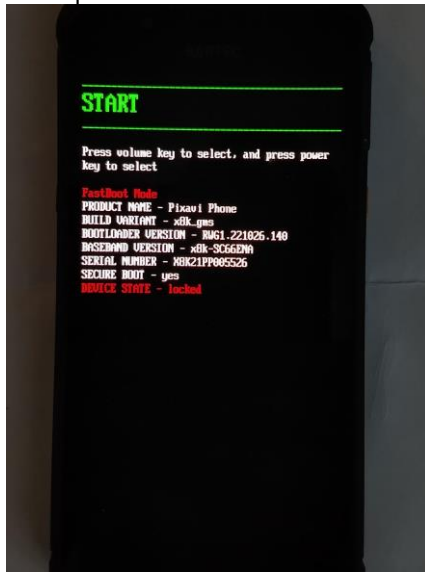 START
Press volume key to select, and press power
key to select
FastBoot Mode
PRODUCT NAME - Pixavi Phone
BUILD VARIANT - x8k_gms
BOOTLOADER VERSION - RWG1.221026.140
BASEBAND VERSION - x8k-SC66ENA
SERIAL NUMBER - X8K21PP005526
SECURE BOOT - yes
DEVICE STATE - locked